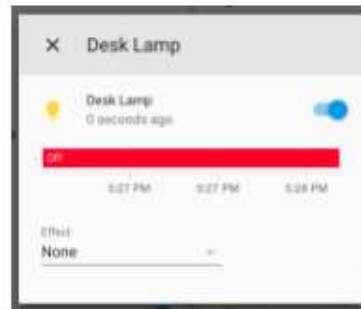 Desk Lamp
Desk Lamp
0 seconds ago
Off
5:27 PM 5:27 PM 5:28 PM
Effect
None